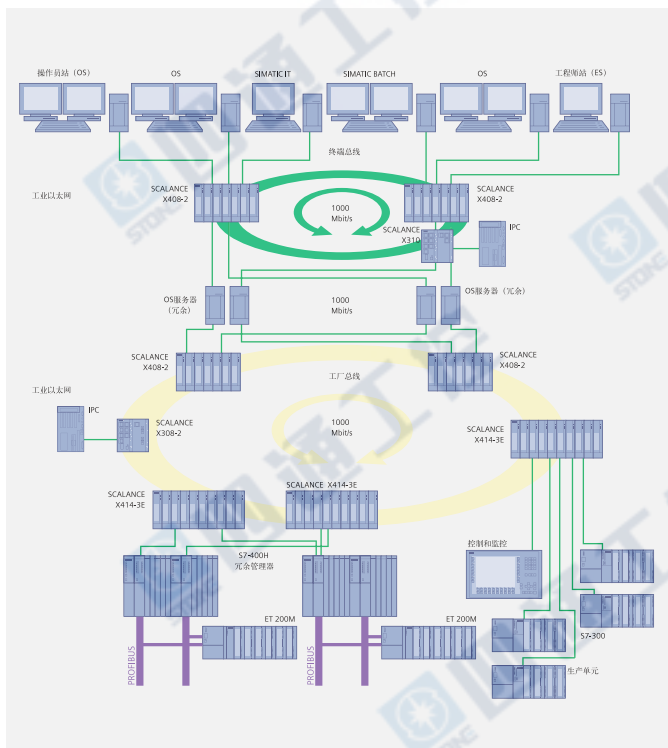 操作员站（OS）
OS
SIMATIC IT
SIMATIC BATCH
OS
工程师站（ES）
终端总线
工业以太网
SCALANCE
X408-2
1000
Mbit/s
SCALANCE
X408-2
SCALANCE
X310
IPC
OS服务器
（冗余）
1000
Mbit/s
OS服务器（冗余）
SCALANCE
X408-2
SCALANCE
X408-2
工厂总线
工业以太网
IPC
SCALANCE
X308-2
1000
Mbit/s
SCALANCE
X414-3E
SCALANCE
X414-3E
SCALANCE X414-3E
S7-400H
冗余管理器
控制和监控
ET 200M
ET 200M
S7-300
生产单元
PROFIBUS
PROFIBUS
STONE
STONE
STONE